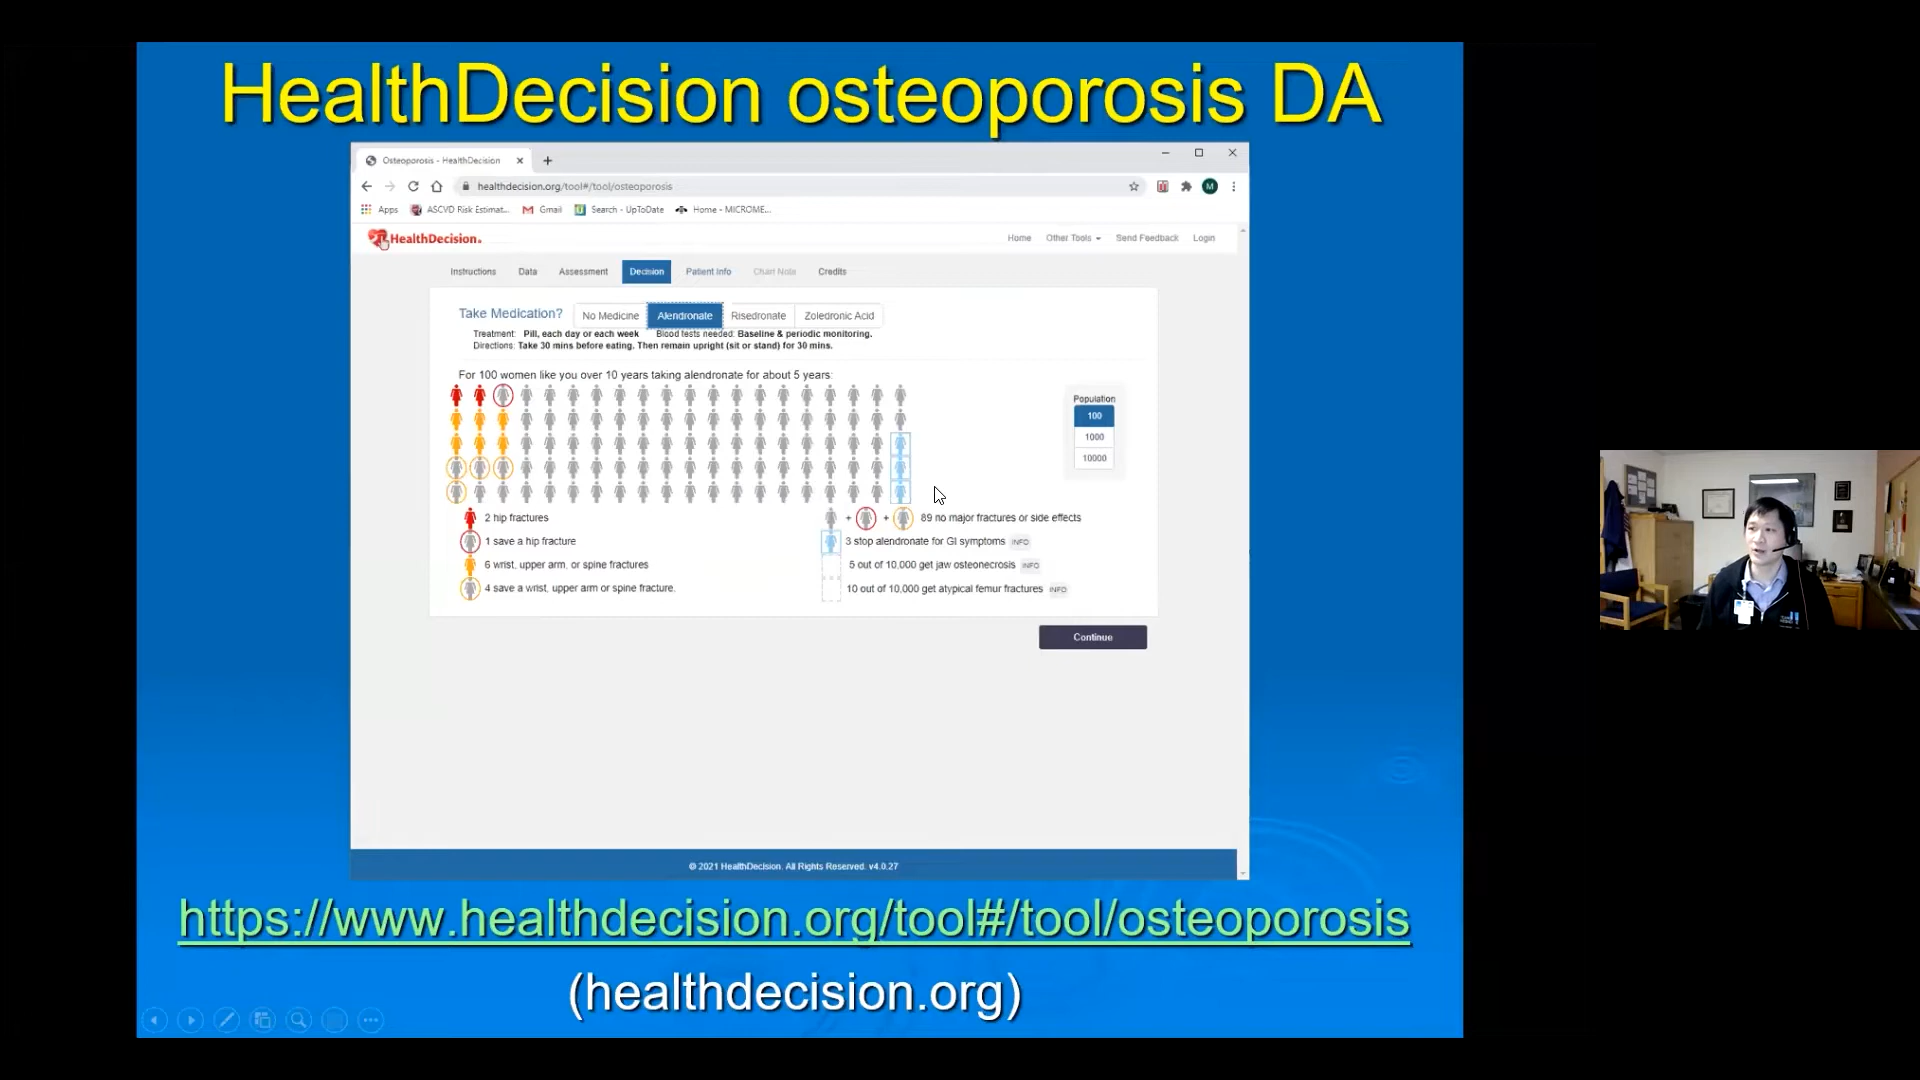 HealthDecision osteoporosis DA
Osteoporosis - HealthDecision
healthdecision.org/tool#/tool/osteoporosis
M
Apps ASCVD Risk Estimat... Gmail Search - UpToDate Home - MICROME...
HealthDecision. Home Other Tools Send Feedback Login
Instructions Data Assessment Decision Patient Info Chart Note Credits
Take Medication? No Medicine Alendronate Risedronate Zoledronic Acid
Treatment: Pill, each day or each week Blood tests needed: Baseline & periodic monitoring.
Directions: Take 30 mins before eating. Then remain upright (sit or stand) for 30 mins.
For 100 women like you over 10 years taking alendronate for about 5 years:
Population
100
1000
10000
2 hip fractures
1 save a hip fracture
6 wrist, upper arm, or spine fractures
4 save a wrist, upper arm or spine fracture.
+ + 89 no major fractures or side effects
3 stop alendronate for GI symptoms INFO
5 out of 10,000 get jaw osteonecrosis INFO
10 out of 10,000 get atypical femur fractures INFO
Continue
© 2021 HealthDecision. All Rights Reserved. v4.0.27
https://www.healthdecision.org/tool#/tool/osteoporosis
(healthdecision.org)